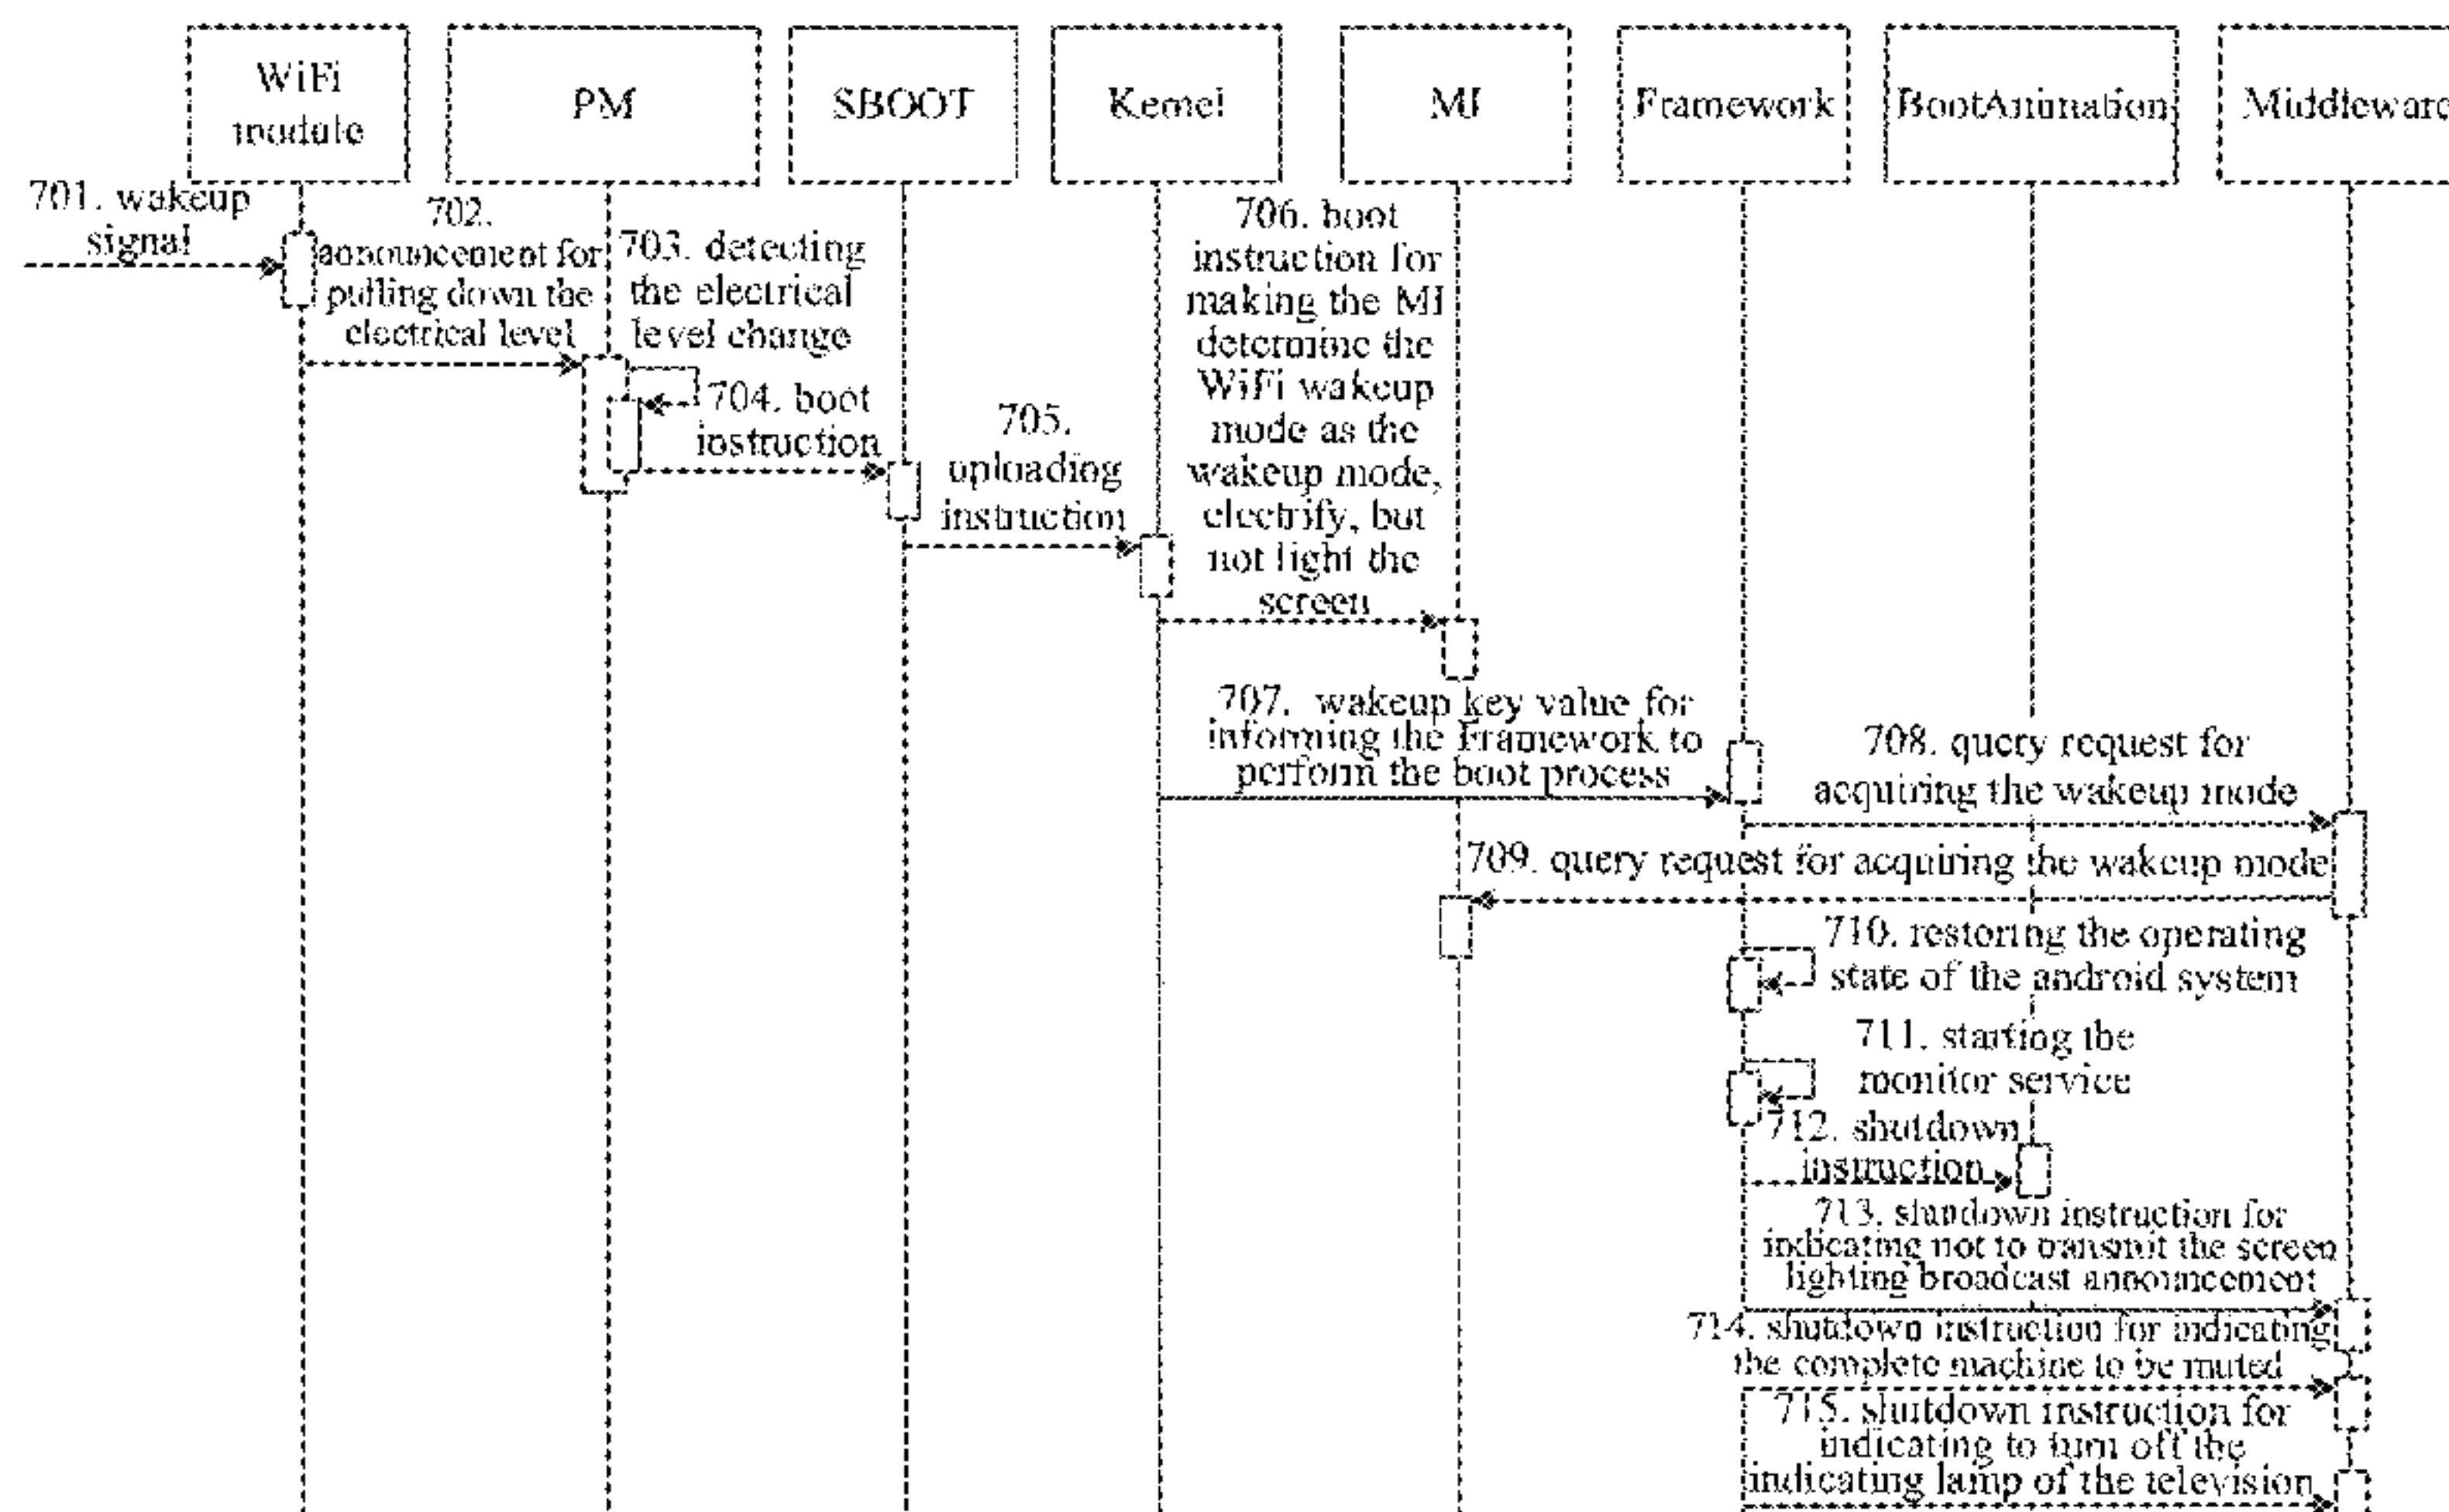 WiFi
module
PM
SBOOT
Kernel
MI
Framework
BootAnimation
Middleware
701. wakeup
signal
702.
announcement for
pulling down the
electrical level
703. detecting
the electrical
level change
704. boot
instruction
705.
uploading
instruction
706. boot
instruction for
making the MI
determine the
WiFi wakeup
mode as the
wakeup mode,
electrify, but
not light the
screen
707. wakeup key value for
informing the Framework to
perform the boot process
708. query request for
acquiring the wakeup mode
709. query request for acquiring the wakeup mode
710. restoring the operating
state of the android system
711. starting the
monitor service
712. shutdown
instruction
713. shutdown instruction for
indicating not to transmit the screen
lighting broadcast announcement
714. shutdown instruction for indicating
the complete machine to be muted
715. shutdown instruction for
indicating to turn off the
indicating lamp of the television